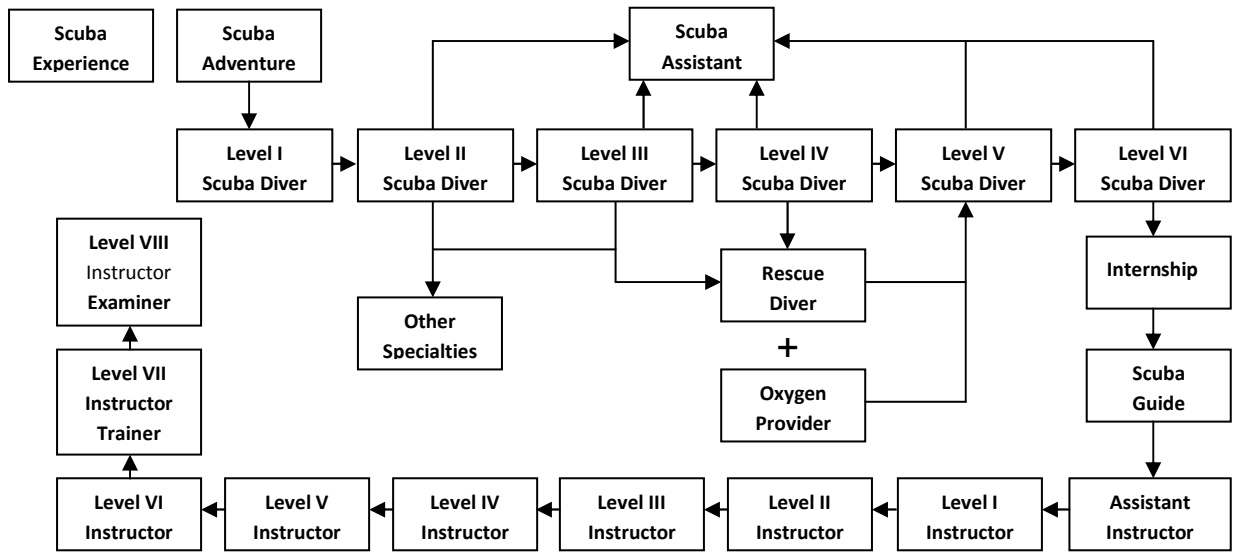 Scuba
Experience
Scuba
Adventure
Scuba
Assistant
Level I
Scuba Diver
Level II
Scuba Diver
Level III
Scuba Diver
Level IV
Scuba Diver
Level V
Scuba Diver
Level VI
Scuba Diver
Level VIII
Instructor
Examiner
Other
Specialties
Rescue
Diver
+
Oxygen
Provider
Internship
Scuba
Guide
Level VII
Instructor
Trainer
Level VI
Instructor
Level V
Instructor
Level IV
Instructor
Level III
Instructor
Level II
Instructor
Level I
Instructor
Assistant
Instructor